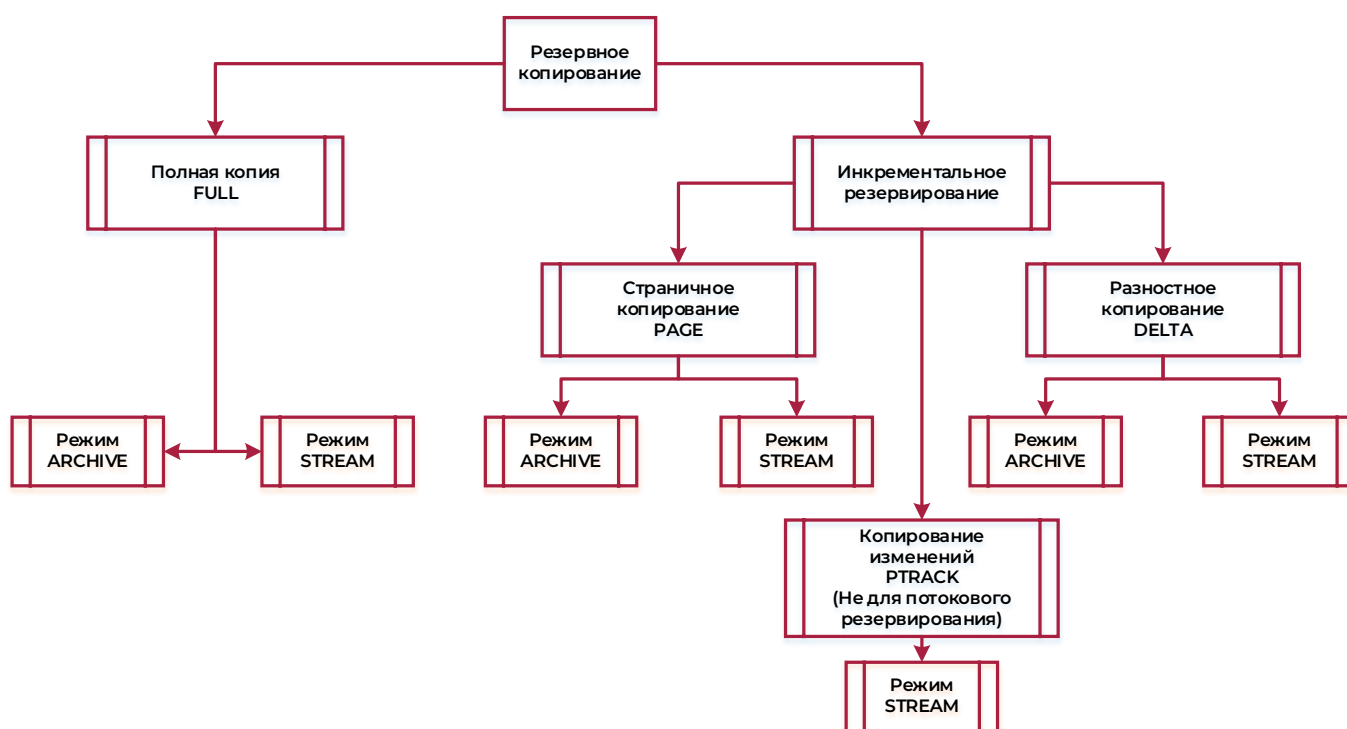 Резервное
копирование
Полная копия
FULL
Инкрементальное
резервирование
Страничное
копирование
PAGE
Разностное
копирование
DELTA
Режим
ARCHIVE
Режим
STREAM
Режим
ARCHIVE
Режим
STREAM
Режим
ARCHIVE
Режим
STREAM
Копирование
изменений
PTRACK
(Не для потокового
резервирования)
Режим
STREAM